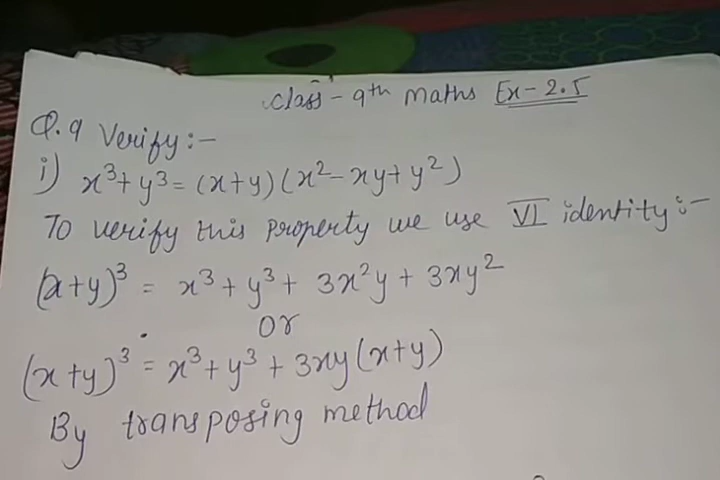 Class - 9th Maths Ex - 2.5
Q.9 Verify :-
i) x³ + y³ = (x+y) (x² - xy + y²)
To verify this property we use VI identity :-
(x+y)³ = x³ + y³ + 3x²y + 3xy²
or
(x+y)³ = x³ + y³ + 3xy(x+y)
By transposing method